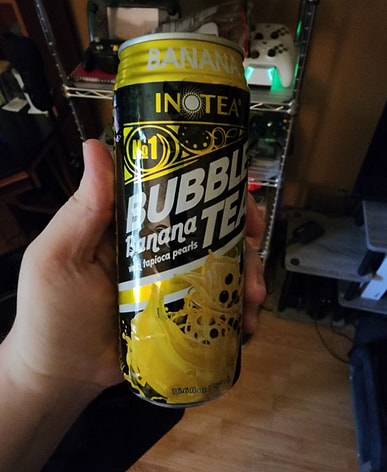 BANANA
INOTEA
No1
BUBBLE
Banana TEA
with tapioca pearls